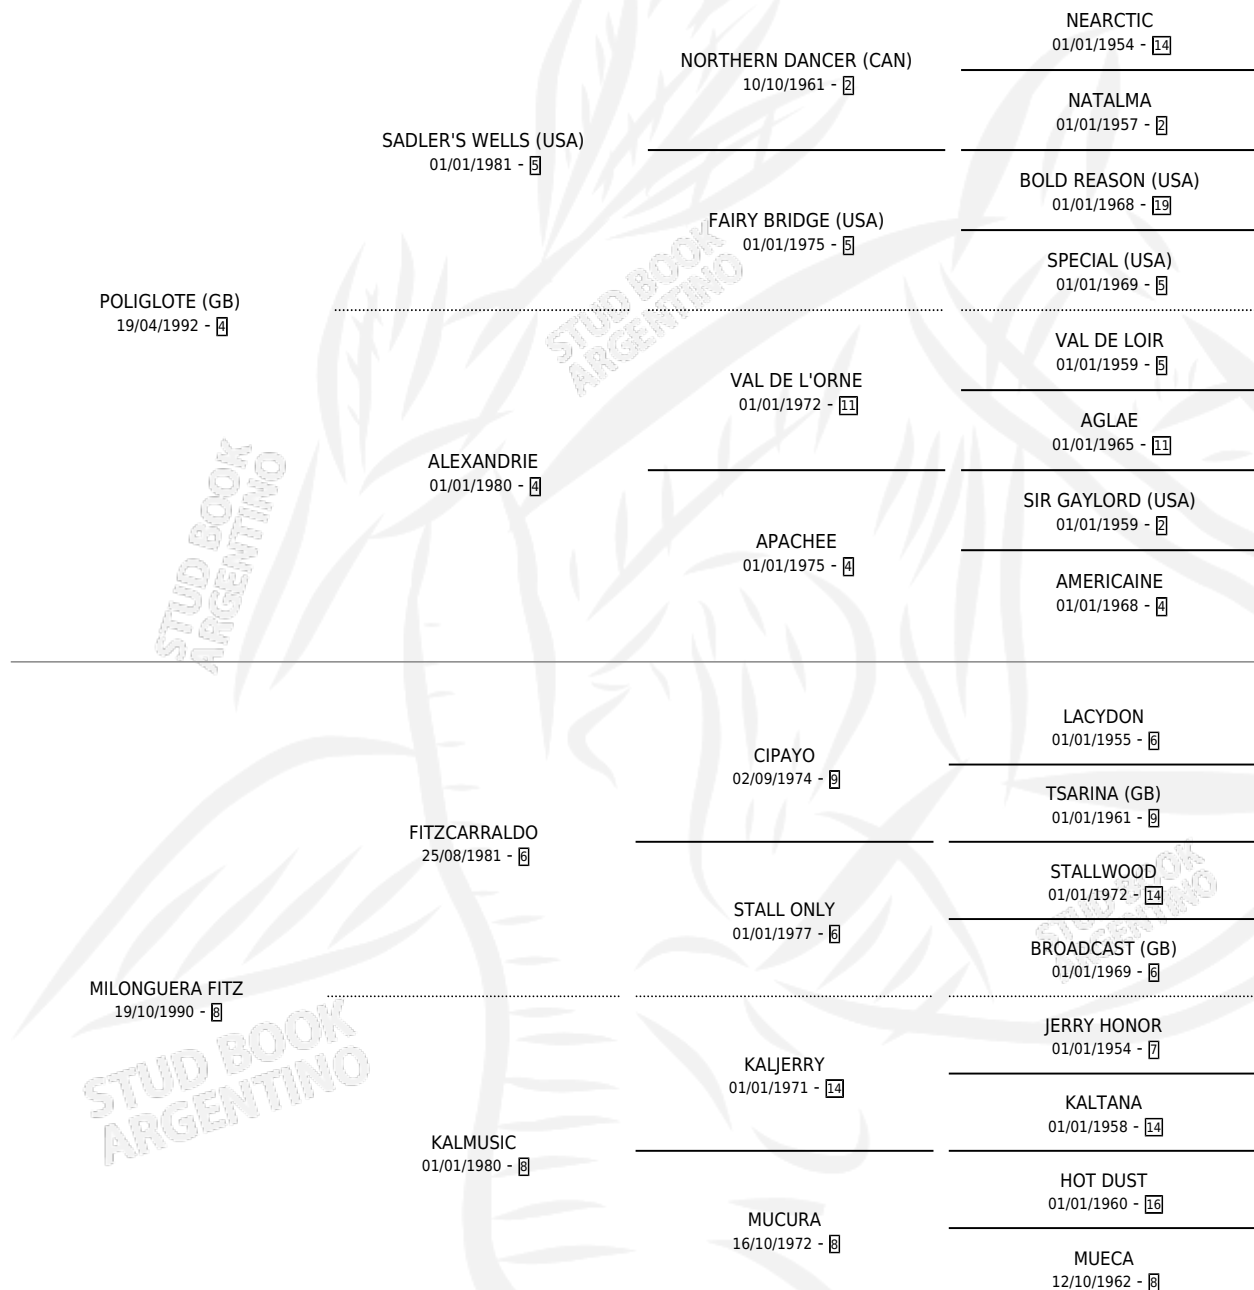 NEARCTIC
01/01/1954 - 14
NORTHERN DANCER (CAN)
10/10/1961 - 2
NATALMA
01/01/1957 - 2
SADLER'S WELLS (USA)
01/01/1981 - 5
BOLD REASON (USA)
01/01/1968 - 19
FAIRY BRIDGE (USA)
01/01/1975 - 5
SPECIAL (USA)
01/01/1969 - 5
STUD BOOK
ARGENTINO
POLIGLOTE (GB)
19/04/1992 - 4
VAL DE LOIR
01/01/1959 - 5
VAL DE L'ORNE
01/01/1972 - 11
AGLAE
01/01/1965 - 11
ALEXANDRIE
01/01/1980 - 4
SIR GAYLORD (USA)
01/01/1959 - 2
APACHEE
01/01/1975 - 4
AMERICAINE
01/01/1968 - 4
STUD BOOK
ARGENTINO
LACYDON
01/01/1955 - 6
CIPAYO
02/09/1974 - 9
TSARINA (GB)
01/01/1961 - 9
FITZCARRALDO
25/08/1981 - 6
STALLWOOD
01/01/1972 - 14
STALL ONLY
01/01/1977 - 6
BROADCAST (GB)
01/01/1969 - 6
STUD BOOK
ARGENTINO
MILONGUERA FITZ
19/10/1990 - 8
JERRY HONOR
01/01/1954 - 7
KALJERRY
01/01/1971 - 14
KALTANA
01/01/1958 - 14
STUD BOOK
ARGENTINO
KALMUSIC
01/01/1980 - 8
HOT DUST
01/01/1960 - 16
MUCURA
16/10/1972 - 8
MUECA
12/10/1962 - 8